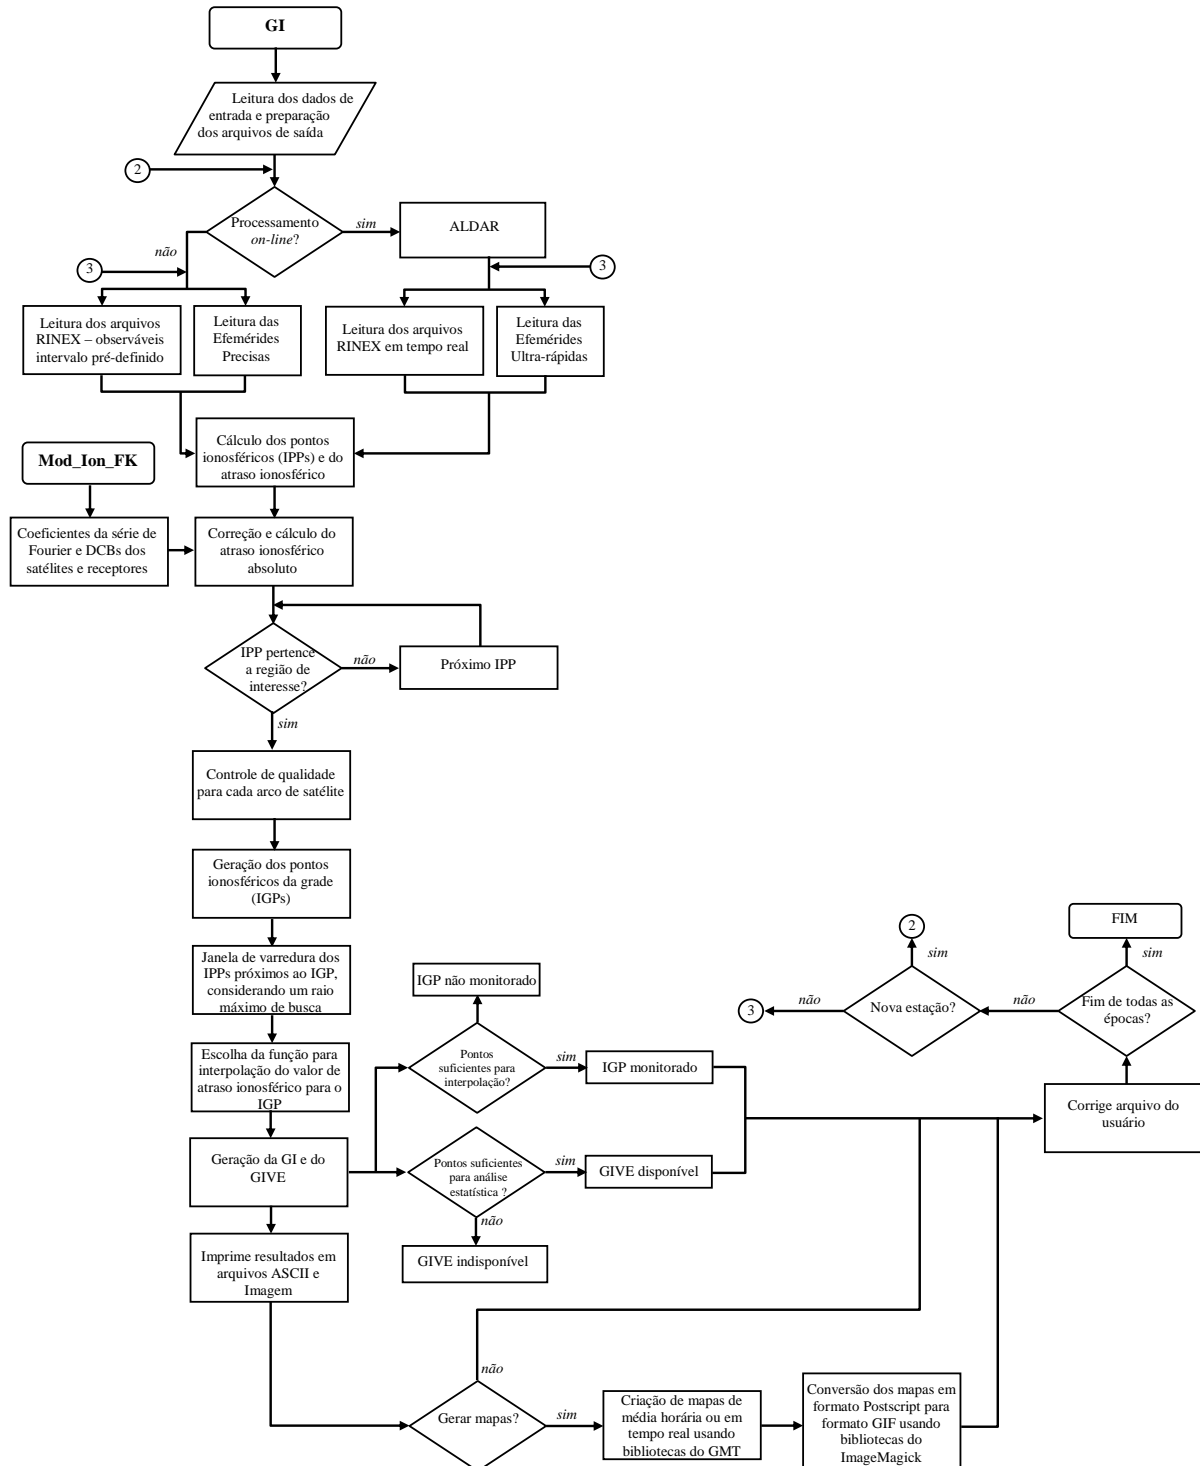 GI
Leitura dos dados de
entrada e preparação
dos arquivos de saída
2
Processamento
on-line?
sim
ALDAR
não
3
3
Leitura dos arquivos
RINEX – observáveis
intervalo pré-definido
Leitura das
Efemérides
Precisas
Leitura dos arquivos
RINEX em tempo real
Leitura das
Efemérides
Ultra-rápidas
Cálculo dos pontos
ionosféricos (IPPs) e do
atraso ionosférico
Mod_Ion_FK
Coeficientes da série de
Fourier e DCBs dos
satélites e receptores
Correção e cálculo do
atraso ionosférico
absoluto
IPP pertence
a região de
interesse?
não
Próximo IPP
sim
Controle de qualidade
para cada arco de satélite
Geração dos pontos
ionosféricos da grade
(IGPs)
Janela de varredura dos
IPPs próximos ao IGP,
considerando um raio
máximo de busca
Escolha da função para
interpolação do valor de
atraso ionosférico para o
IGP
Geração da GI e do
GIVE
Imprime resultados em
arquivos ASCII e
Imagem
IGP não monitorado
Pontos
suficientes para
interpolação?
sim
IGP monitorado
Pontos suficientes
para análise
estatística ?
sim
GIVE disponível
não
GIVE indisponível
2
sim
FIM
sim
3
não
Nova estação?
não
Fim de todas as
épocas?
Corrige arquivo do
usuário
não
Gerar mapas?
sim
Criação de mapas de
média horária ou em
tempo real usando
bibliotecas do GMT
Conversão dos mapas em
formato Postscript para
formato GIF usando
bibliotecas do
ImageMagick